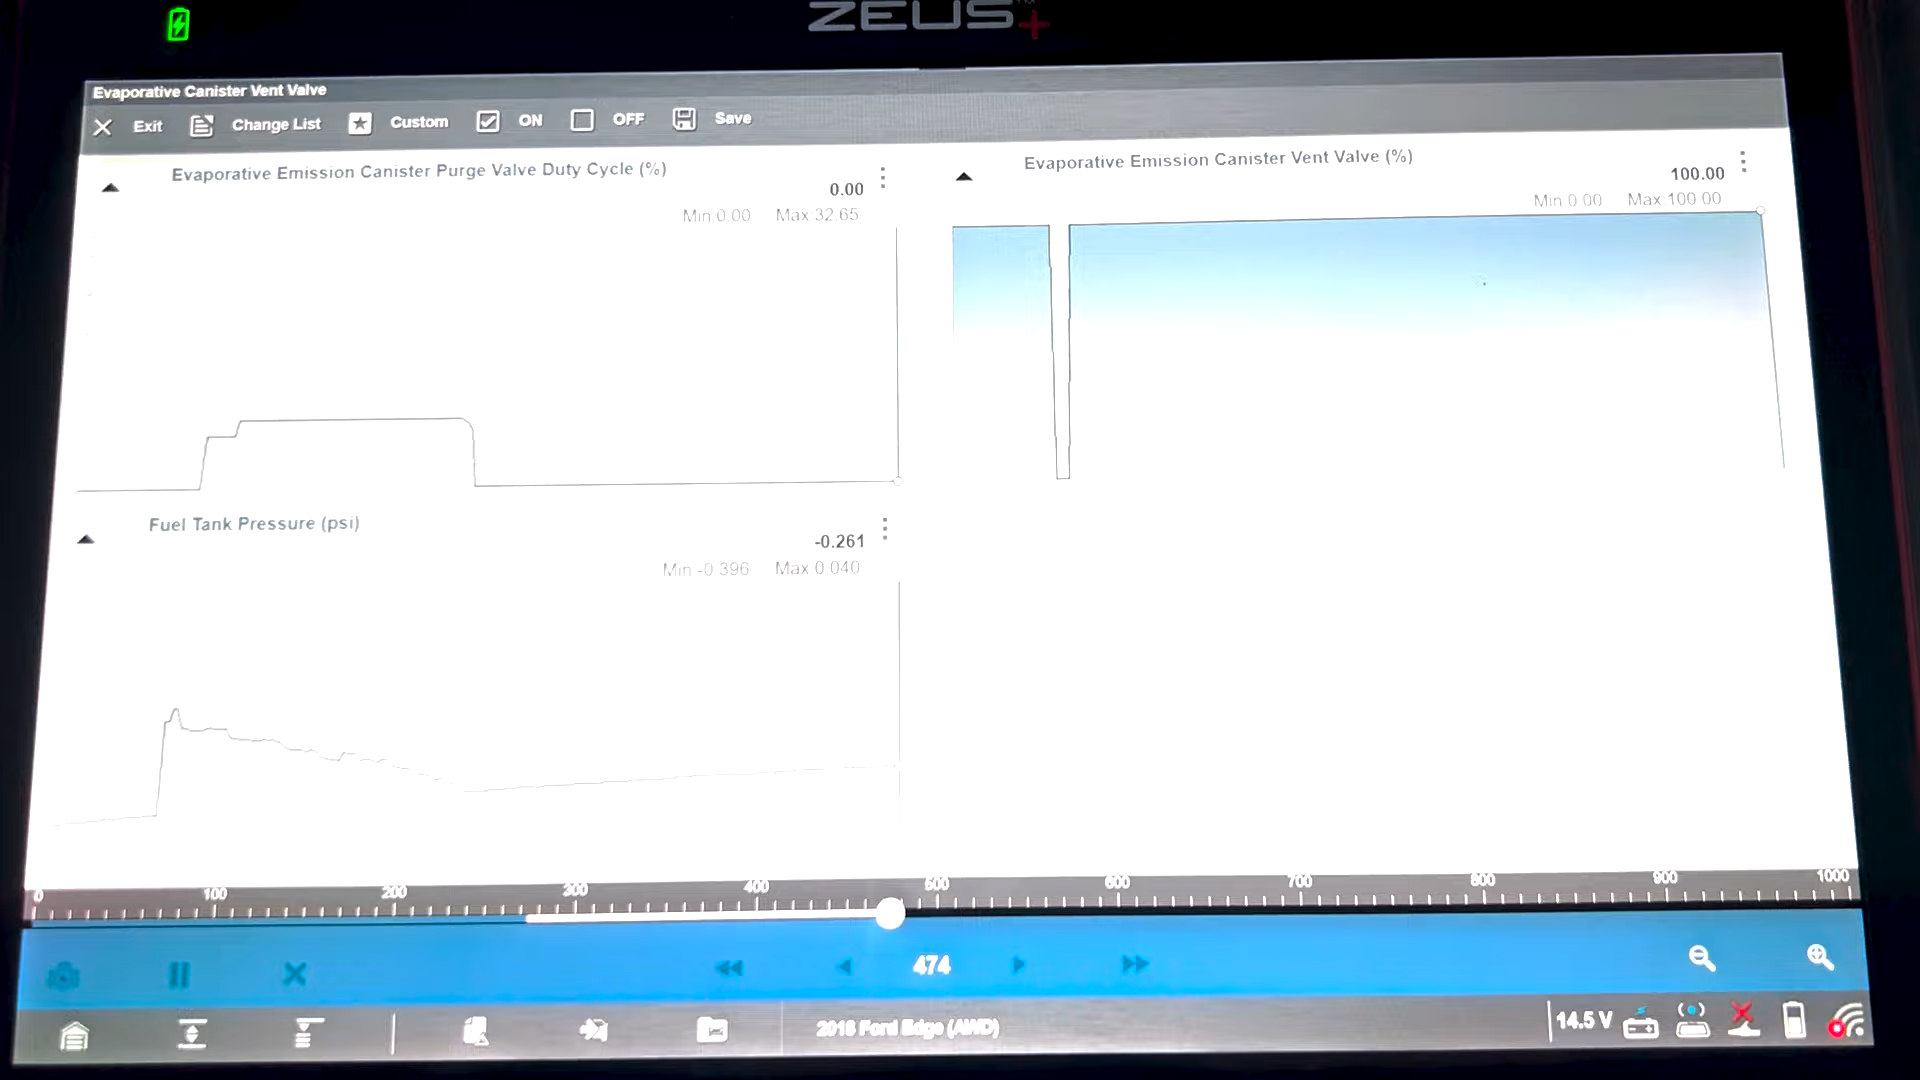 ZEUS+
Evaporative Canister Vent Valve
Exit Change List Custom ON OFF Save
Evaporative Emission Canister Purge Valve Duty Cycle (%)
0.00
Min 0.00 Max 32.65
Evaporative Emission Canister Vent Valve (%)
100.00
Min 0.00 Max 100.00
Fuel Tank Pressure (psi)
-0.261
Min -0.396 Max 0.040
0 100 200 300 400 500 600 700 800 900 1000
474
2018 Ford Edge (AWD)
14.5 V